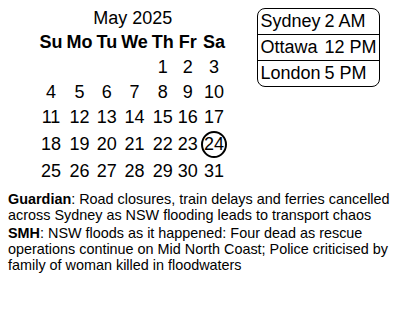 May 2025
Su Mo Tu We Th Fr Sa
1 2 3
4 5 6 7 8 9 10
11 12 13 14 15 16 17
18 19 20 21 22 23 24
25 26 27 28 29 30 31
Sydney 2 AM
Ottawa 12 PM
London 5 PM
Guardian: Road closures, train delays and ferries cancelled
across Sydney as NSW flooding leads to transport chaos
SMH: NSW floods as it happened: Four dead as rescue
operations continue on Mid North Coast; Police criticised by
family of woman killed in floodwaters